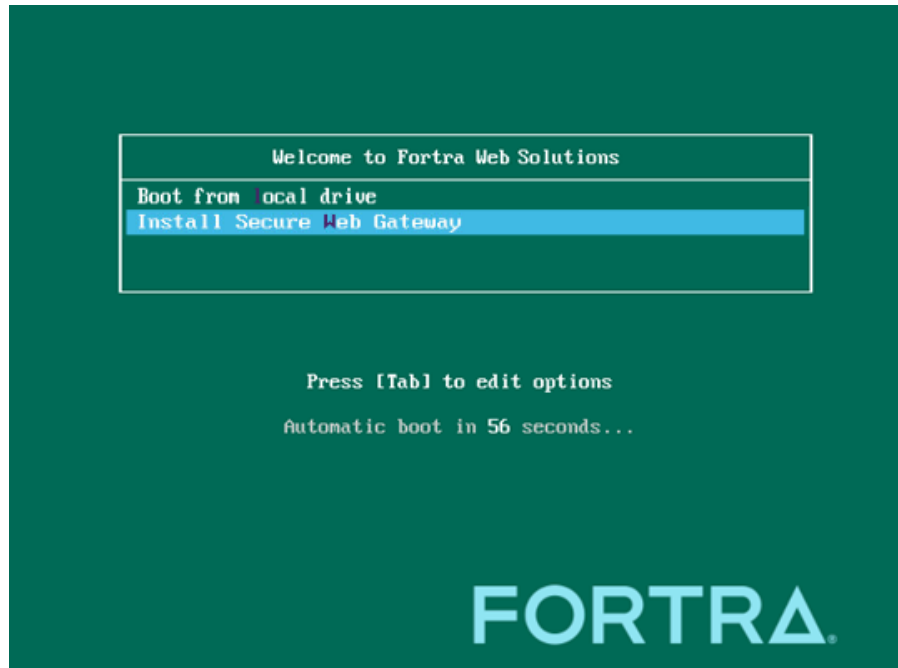 Welcome to Fortra Web Solutions
Boot from local drive
Install Secure Web Gateway
Press [Tab] to edit options
Automatic boot in 56 seconds...
FORTRA®